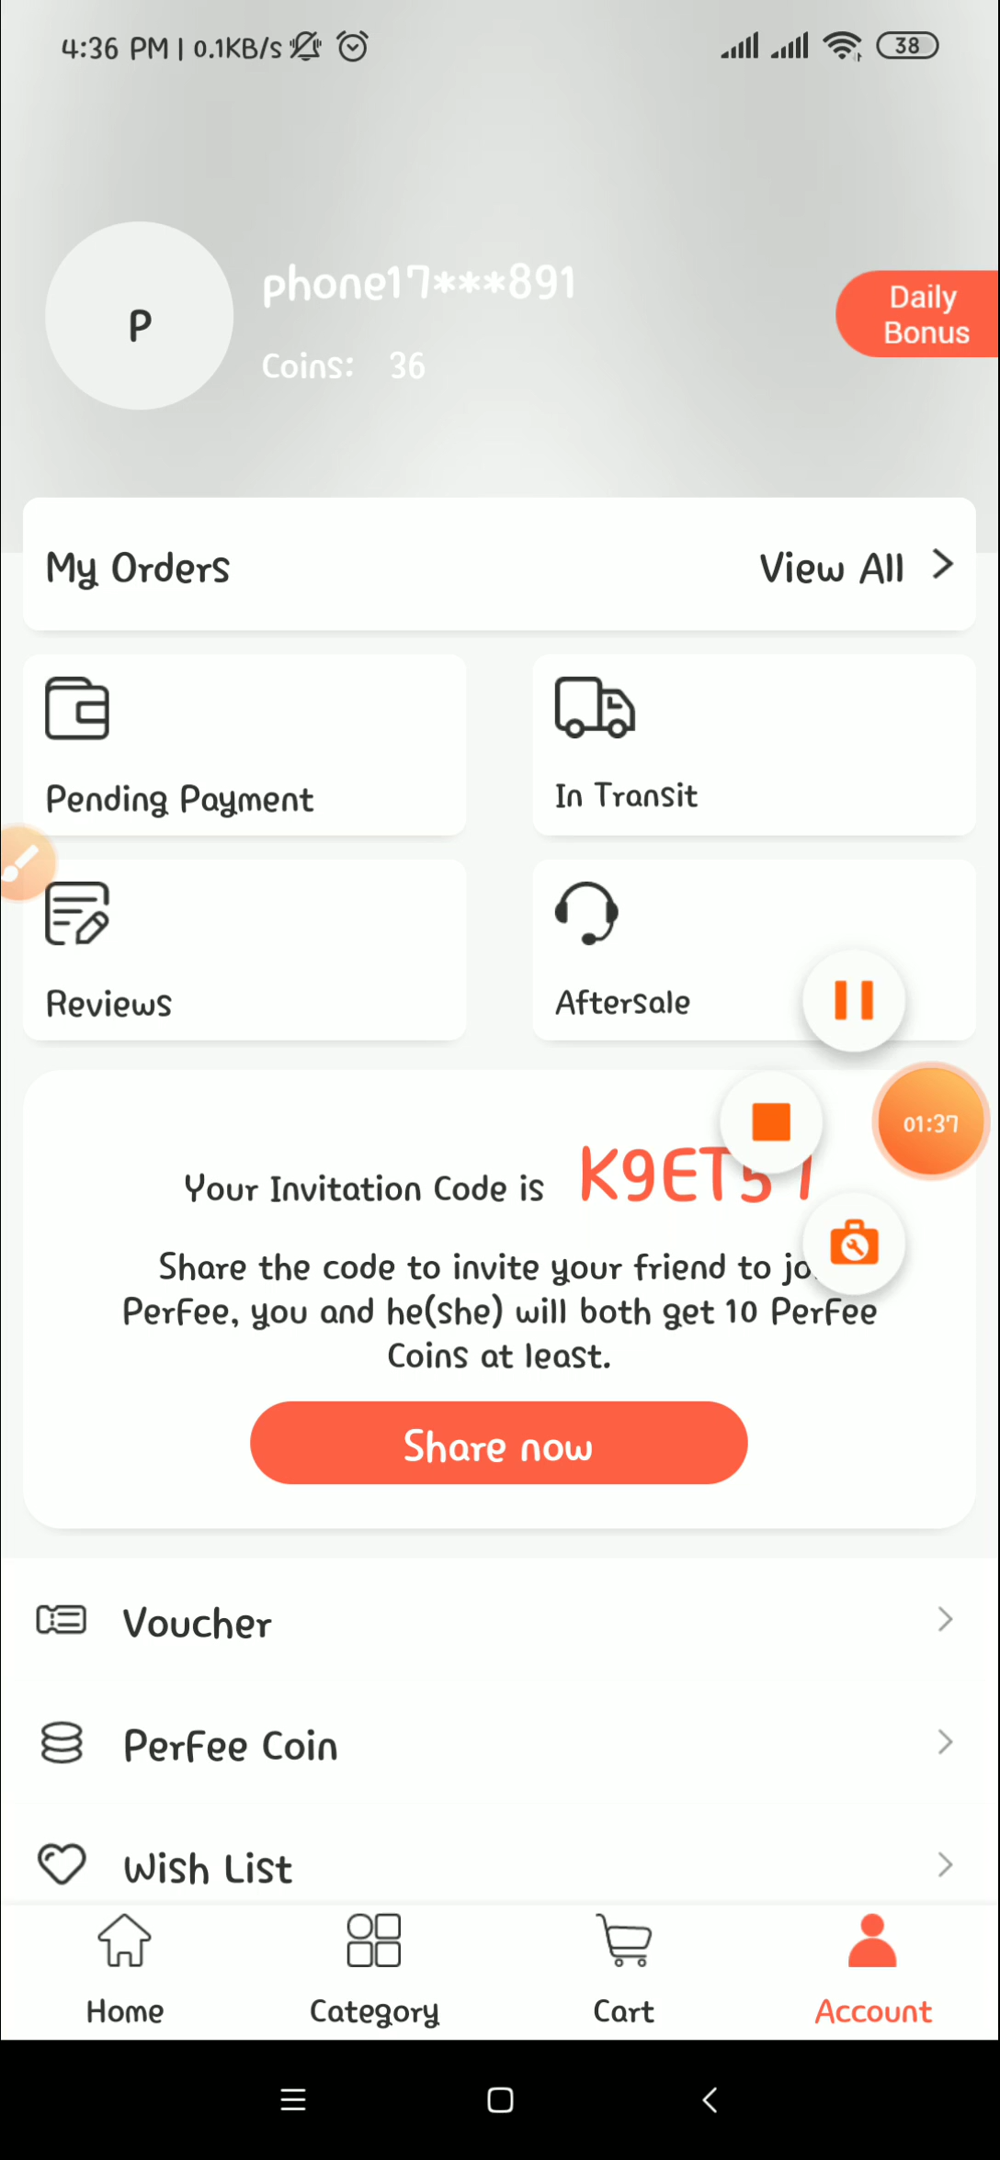 4:36 PM | 0.1KB/s
38
P
phone17***891
Coins: 36
Daily
Bonus
My Orders
View All
Pending Payment
In Transit
Reviews
Aftersale
01:37
Your Invitation Code is
Share the code to invite your friend to
PerFee, you and he(she) will both get 10 PerFee
Coins at least.
Share now
Voucher
PerFee Coin
Wish List
Home
Category
Cart
Account